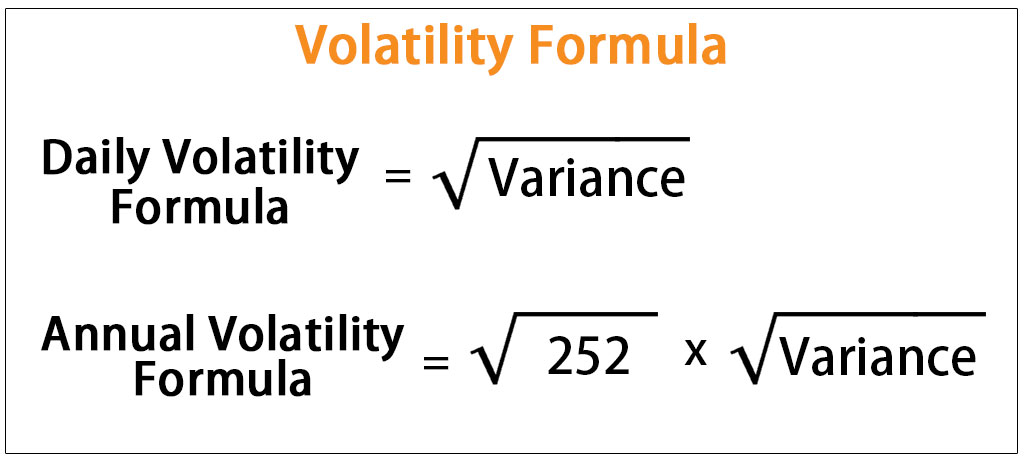 Volatility Formula
Daily Volatility
Formula = √Variance
Annual Volatility
Formula = √252 x √Variance